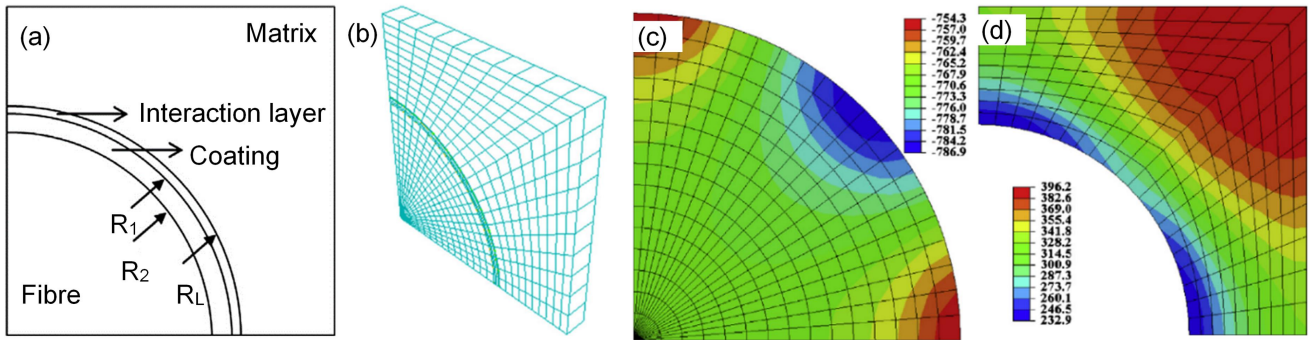 (a)
Matrix
Interaction layer
Coating
R1
R2
RL
Fibre
(b)
(c)
-754.3
-757.0
-759.7
-762.4
-765.2
-767.9
-770.6
-773.3
-776.0
-778.7
-781.5
-784.2
-786.9
(d)
396.2
382.6
369.0
355.4
341.8
328.2
314.5
300.9
287.3
273.7
260.1
246.5
232.9